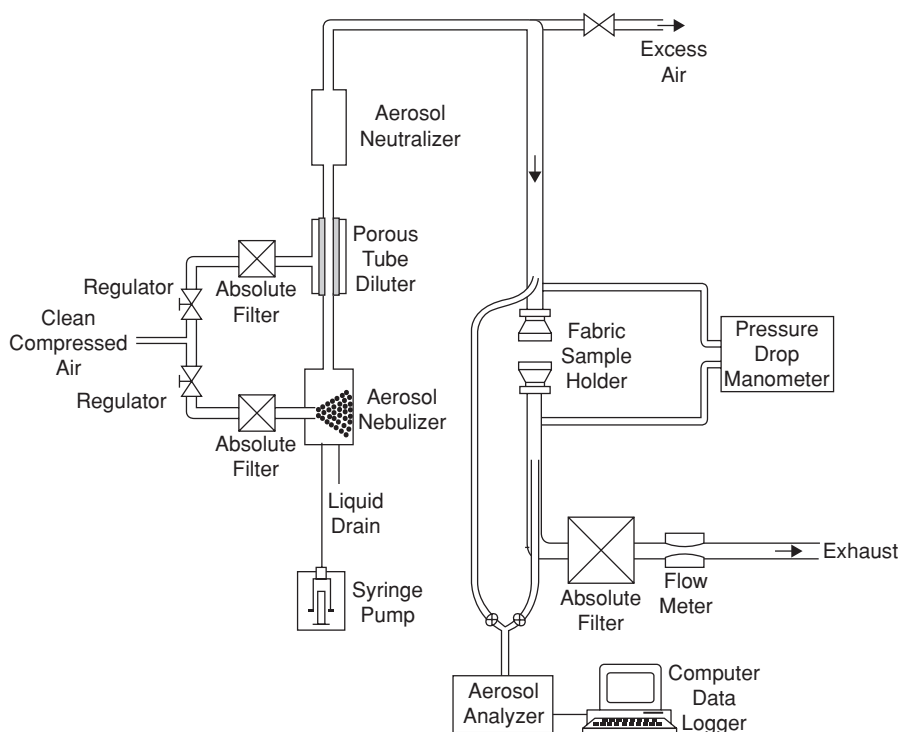 Excess
Air
Aerosol
Neutralizer
Porous
Tube
Diluter
Regulator
Absolute
Filter
Clean
Compressed
Air
Regulator
Absolute
Filter
Aerosol
Nebulizer
Liquid
Drain
Syringe
Pump
Fabric
Sample
Holder
Pressure
Drop
Manometer
Exhaust
Absolute
Filter
Flow
Meter
Aerosol
Analyzer
Computer
Data
Logger